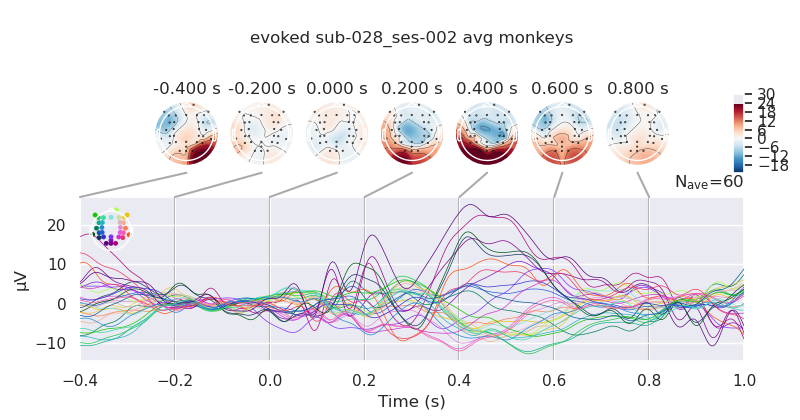 evoked sub-028_ses-002 avg monkeys
-0.400 s -0.200 s 0.000 s 0.200 s 0.400 s 0.600 s 0.800 s
30
24
18
12
6
0
−6
−12
−18
Nave=60
20
10
0
−10
µV
−0.4 −0.2 0.0 0.2 0.4 0.6 0.8 1.0
Time (s)